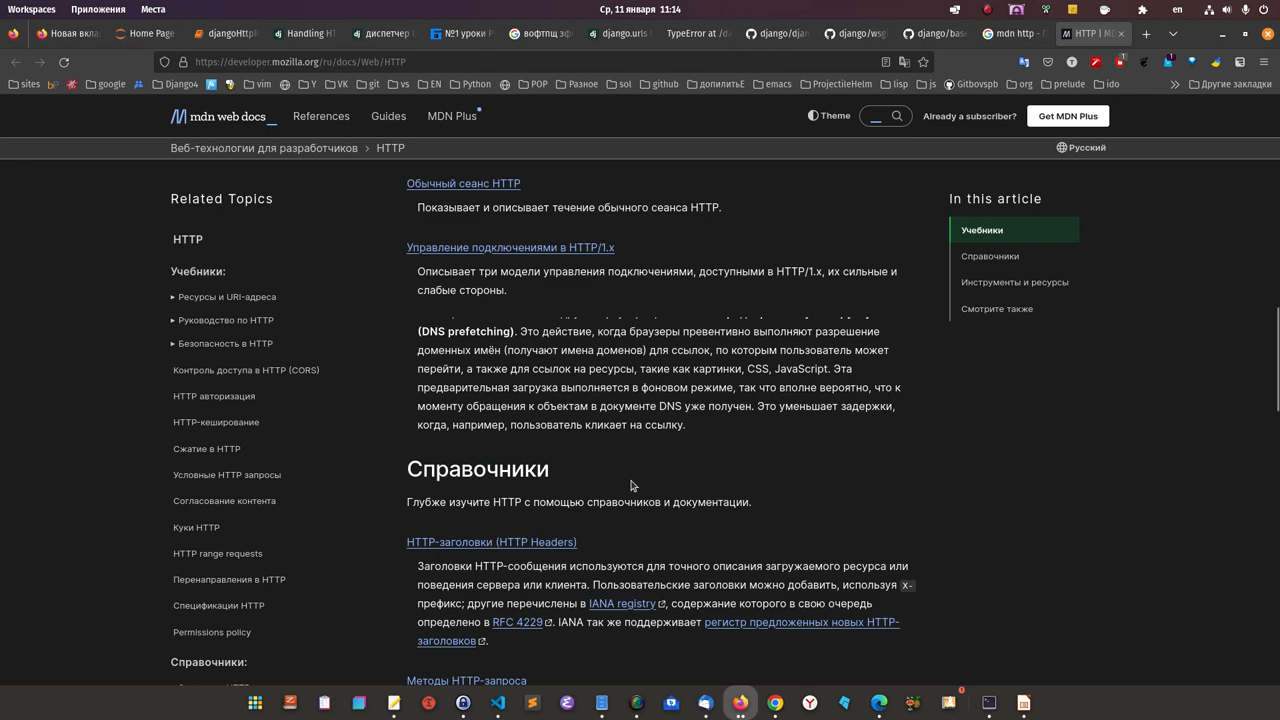 Workspaces Приложения Места Ср, 11 января 11:14 en
Новая вкл Home Page djangoHttpR Handling HT диспетчер U №1 уроки P вофтпщ зф django.urls f TypeError at /da django/djan django/wsg django/base mdn http - П HTTP | MD
https://developer.mozilla.org/ru/docs/Web/HTTP
sites google Django4 vim Y VK git vs EN Python POP Разное sol github допилитьЕ emacs ProjectileHelm lisp js Gitbovspb org prelude ido Другие закладки
mdn web docs References Guides MDN Plus Theme Already a subscriber? Get MDN Plus
Веб-технологии для разработчиков › HTTP Русский
Related Topics
HTTP
Учебники:
Ресурсы и URI-адреса
Руководство по HTTP
Безопасность в HTTP
Контроль доступа в HTTP (CORS)
HTTP авторизация
HTTP-кеширование
Сжатие в HTTP
Условные HTTP запросы
Согласование контента
Куки HTTP
HTTP range requests
Перенаправления в HTTP
Спецификации HTTP
Permissions policy
Справочники:
Обычный сеанс HTTP
Показывает и описывает течение обычного сеанса HTTP.
Управление подключениями в HTTP/1.x
Описывает три модели управления подключениями, доступными в HTTP/1.x, их сильные и
слабые стороны.
(DNS prefetching). Это действие, когда браузеры превентивно выполняют разрешение
доменных имён (получают имена доменов) для ссылок, по которым пользователь может
перейти, а также для ссылок на ресурсы, такие как картинки, CSS, JavaScript. Эта
предварительная загрузка выполняется в фоновом режиме, так что вполне вероятно, что к
моменту обращения к объектам в документе DNS уже получен. Это уменьшает задержки,
когда, например, пользователь кликает на ссылку.
Справочники
Глубже изучите HTTP с помощью справочников и документации.
HTTP-заголовки (HTTP Headers)
Заголовки HTTP-сообщения используются для точного описания загружаемого ресурса или
поведения сервера или клиента. Пользовательские заголовки можно добавить, используя X-
префикс; другие перечислены в IANA registry, содержание которого в свою очередь
определено в RFC 4229. IANA так же поддерживает регистр предложенных новых HTTP-
заголовков.
Методы HTTP-запроса
In this article
Учебники
Справочники
Инструменты и ресурсы
Смотрите также